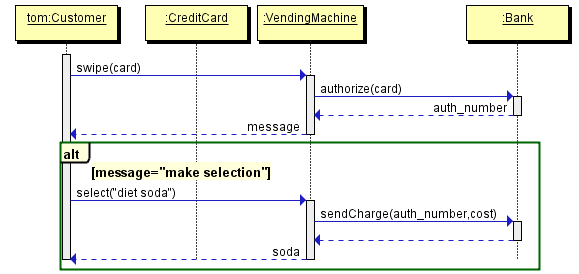 tom:Customer :CreditCard :VendingMachine :Bank
swipe(card)
authorize(card)
auth_number
message
alt
[message="make selection"]
select("diet soda")
sendCharge(auth_number,cost)
soda